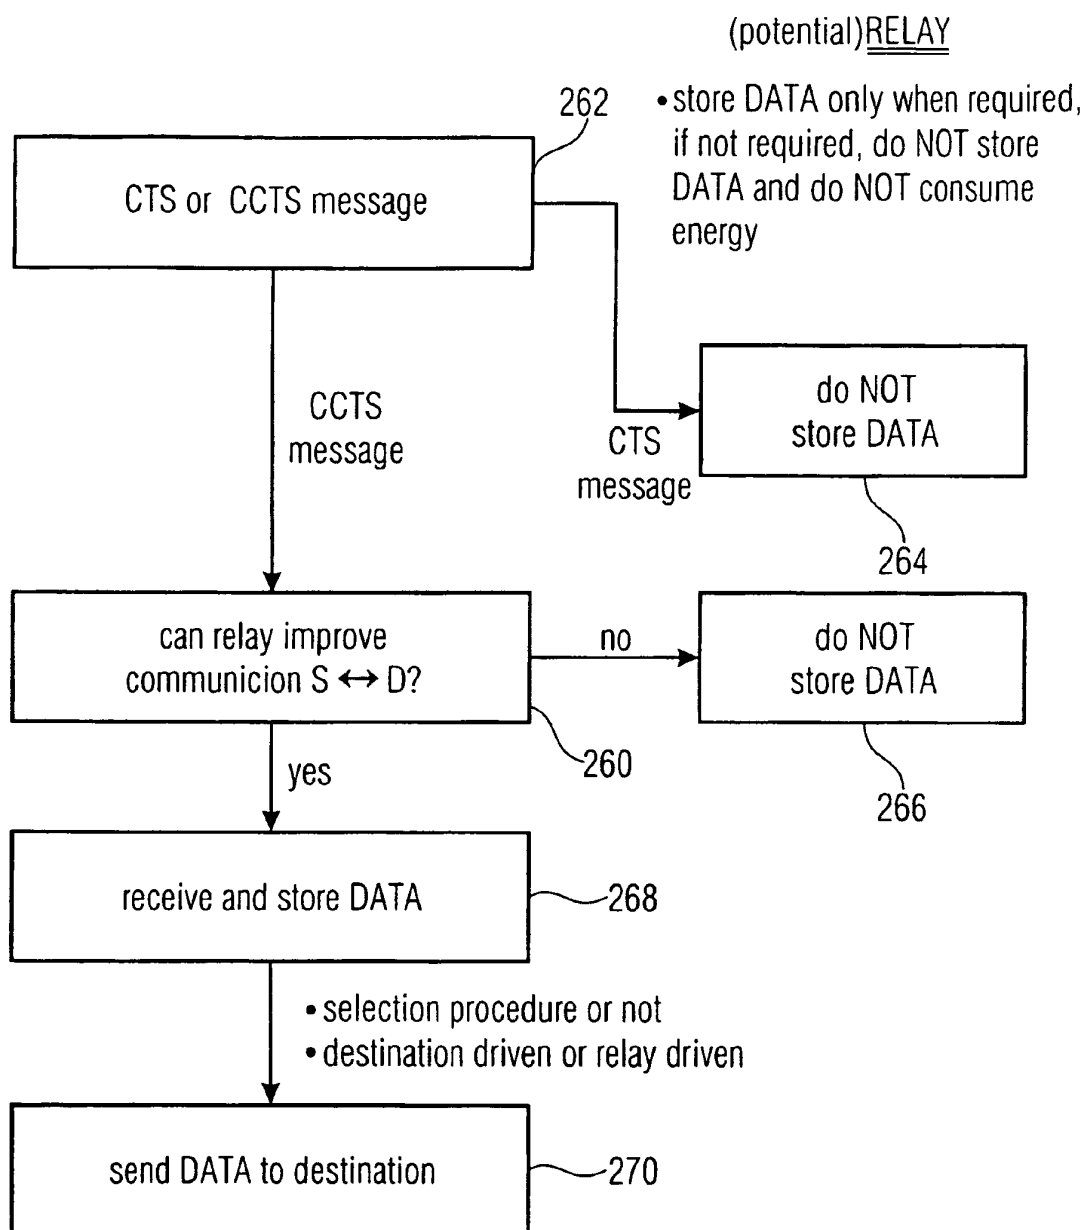 (potential)RELAY
262
• store DATA only when required,
if not required, do NOT store
DATA and do NOT consume
energy
CTS or CCTS message
CCTS
message
CTS
message
do NOT
store DATA
264
can relay improve
communicion S ↔ D?
no
do NOT
store DATA
260
266
yes
receive and store DATA
268
• selection procedure or not
• destination driven or relay driven
send DATA to destination
270